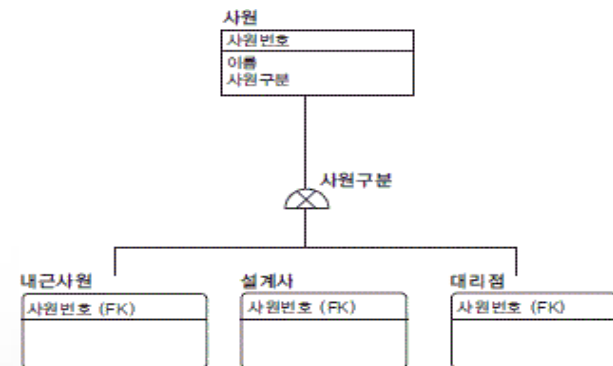 사원
사원번호
이름
사원구분
사원구분
내근사원
설계사
대리점
사원번호 (FK)
사원번호 (FK)
사원번호 (FK)